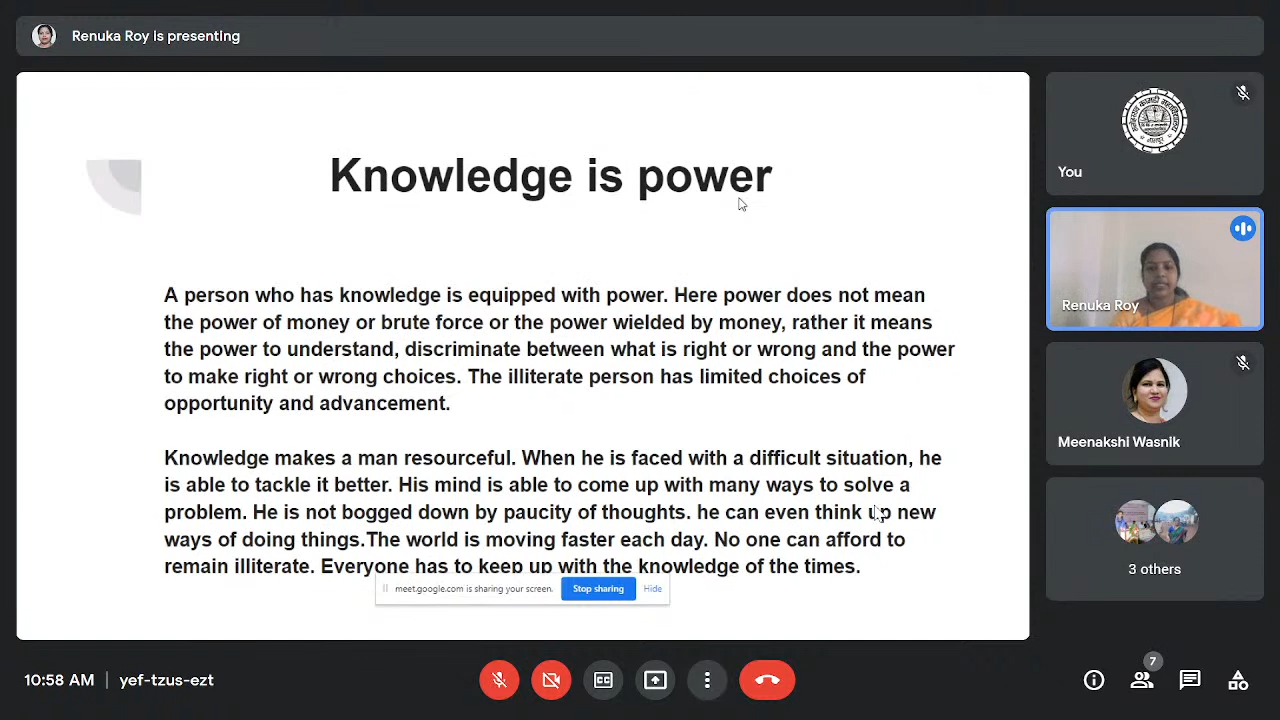 Renuka Roy is presenting
Knowledge is power
A person who has knowledge is equipped with power. Here power does not mean
the power of money or brute force or the power wielded by money, rather it means
the power to understand, discriminate between what is right or wrong and the power
to make right or wrong choices. The illiterate person has limited choices of
opportunity and advancement.
Knowledge makes a man resourceful. When he is faced with a difficult situation, he
is able to tackle it better. His mind is able to come up with many ways to solve a
problem. He is not bogged down by paucity of thoughts. he can even think up new
ways of doing things.The world is moving faster each day. No one can afford to
remain illiterate. Everyone has to keep up with the knowledge of the times.
meet.google.com is sharing your screen. Stop sharing Hide
You
Renuka Roy
Meenakshi Wasnik
3 others
10:58 AM | yef-tzus-ezt
7